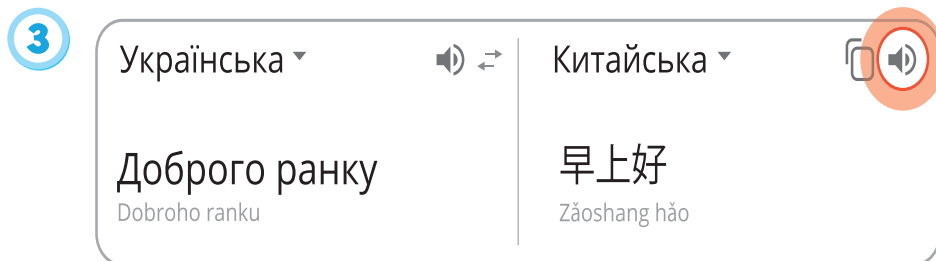 3
Українська
Китайська
Доброго ранку
Dobroho ranku
早上好
Zǎoshang hǎo